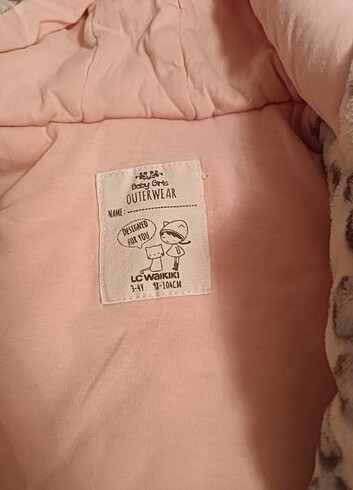 Baby Girls
OUTERWEAR
NAME:
DESIGNED
FOR YOU
LC WAIKIKI
3-4Y 98-104CM